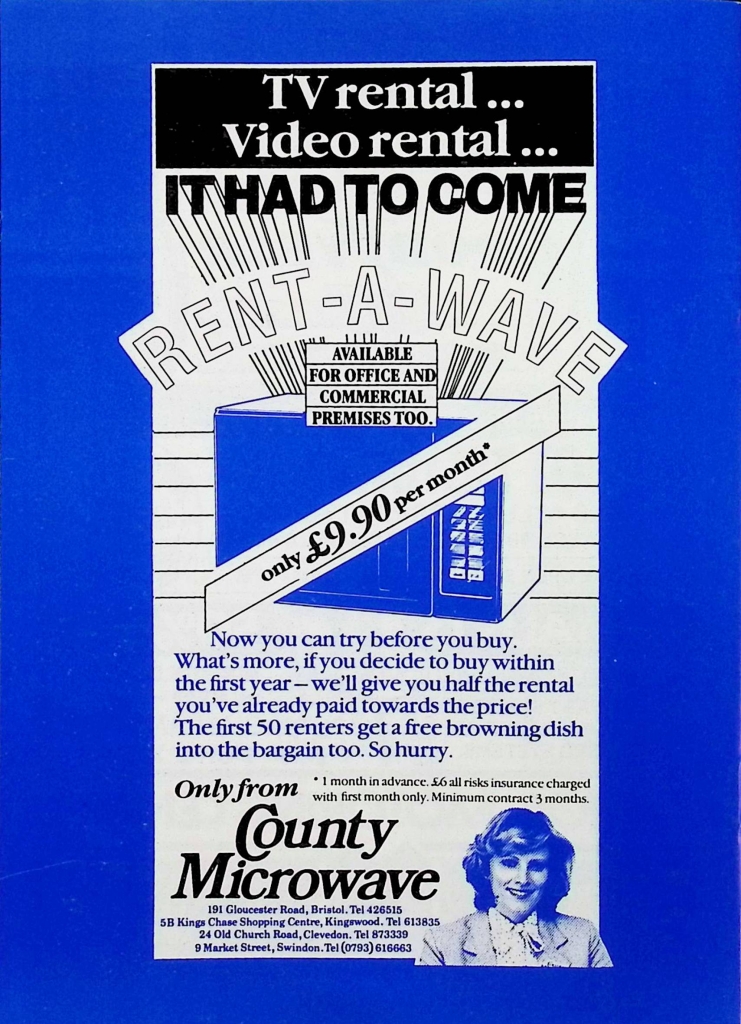 TV rental ...
Video rental ...
IT HAD TO COME
RENT-A-WAVE
AVAILABLE
FOR OFFICE AND
COMMERCIAL
PREMISES TOO.
only £9.90 per month*
Now you can try before you buy.
What's more, if you decide to buy within
the first year – we'll give you half the rental
you've already paid towards the price!
The first 50 renters get a free browning dish
into the bargain too. So hurry.
* 1 month in advance. £6 all risks insurance charged
with first month only. Minimum contract 3 months.
Only from
County
Microwave
191 Gloucester Road, Bristol. Tel 426515
5B Kings Chase Shopping Centre, Kingswood. Tel 613835
24 Old Church Road, Clevedon. Tel 873339
9 Market Street, Swindon. Tel (0793) 616663